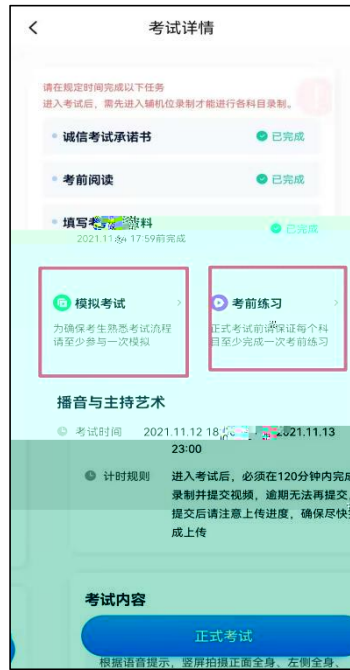 考试详情
请在规定时间完成以下任务
进入考试后，需先进入辅机位录制才能进行各科目录制。
诚信考试承诺书
已完成
考前阅读
已完成
填写考
料
已完成
2021.11
17:59前完成
模拟考试
考前练习
为确保考生熟悉考试流程
请至少参与一次模拟
正式考试前请保证每个科
目至少完成一次考前练习
播音与主持艺术
考试时间
2021.11.12 18
2021.11.13
23:00
计时规则
进入考试后，必须在120分钟内完成
录制并提交视频，逾期无法再提交
提交后请注意上传进度，确保尽快
成上传
考试内容
正式考试
根据语音提示，竖屏拍摄正面全身、左侧全身、